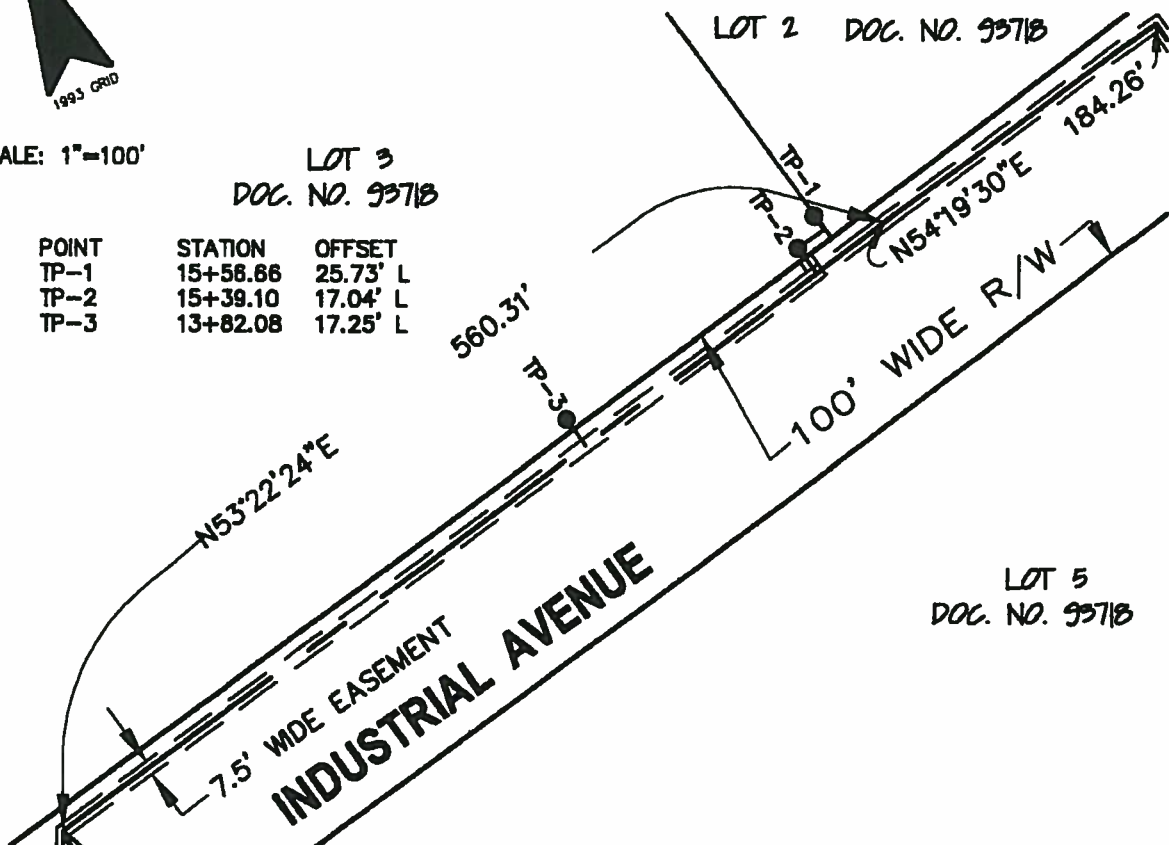 LOT 2 DOC. NO. 93718
1993 GRID
184.26'
ALE: 1"=100'
LOT 3
DOC. NO. 93718
TP-1
TP-2
N54°19'30"E
POINT STATION OFFSET
TP-1 15+56.66 25.73' L
TP-2 15+39.10 17.04' L
TP-3 13+82.08 17.25' L
560.31'
100' WIDE R/W
TP-3
N53°22'24"E
LOT 5
DOC. NO. 93718
7.5' WIDE EASEMENT
INDUSTRIAL AVENUE